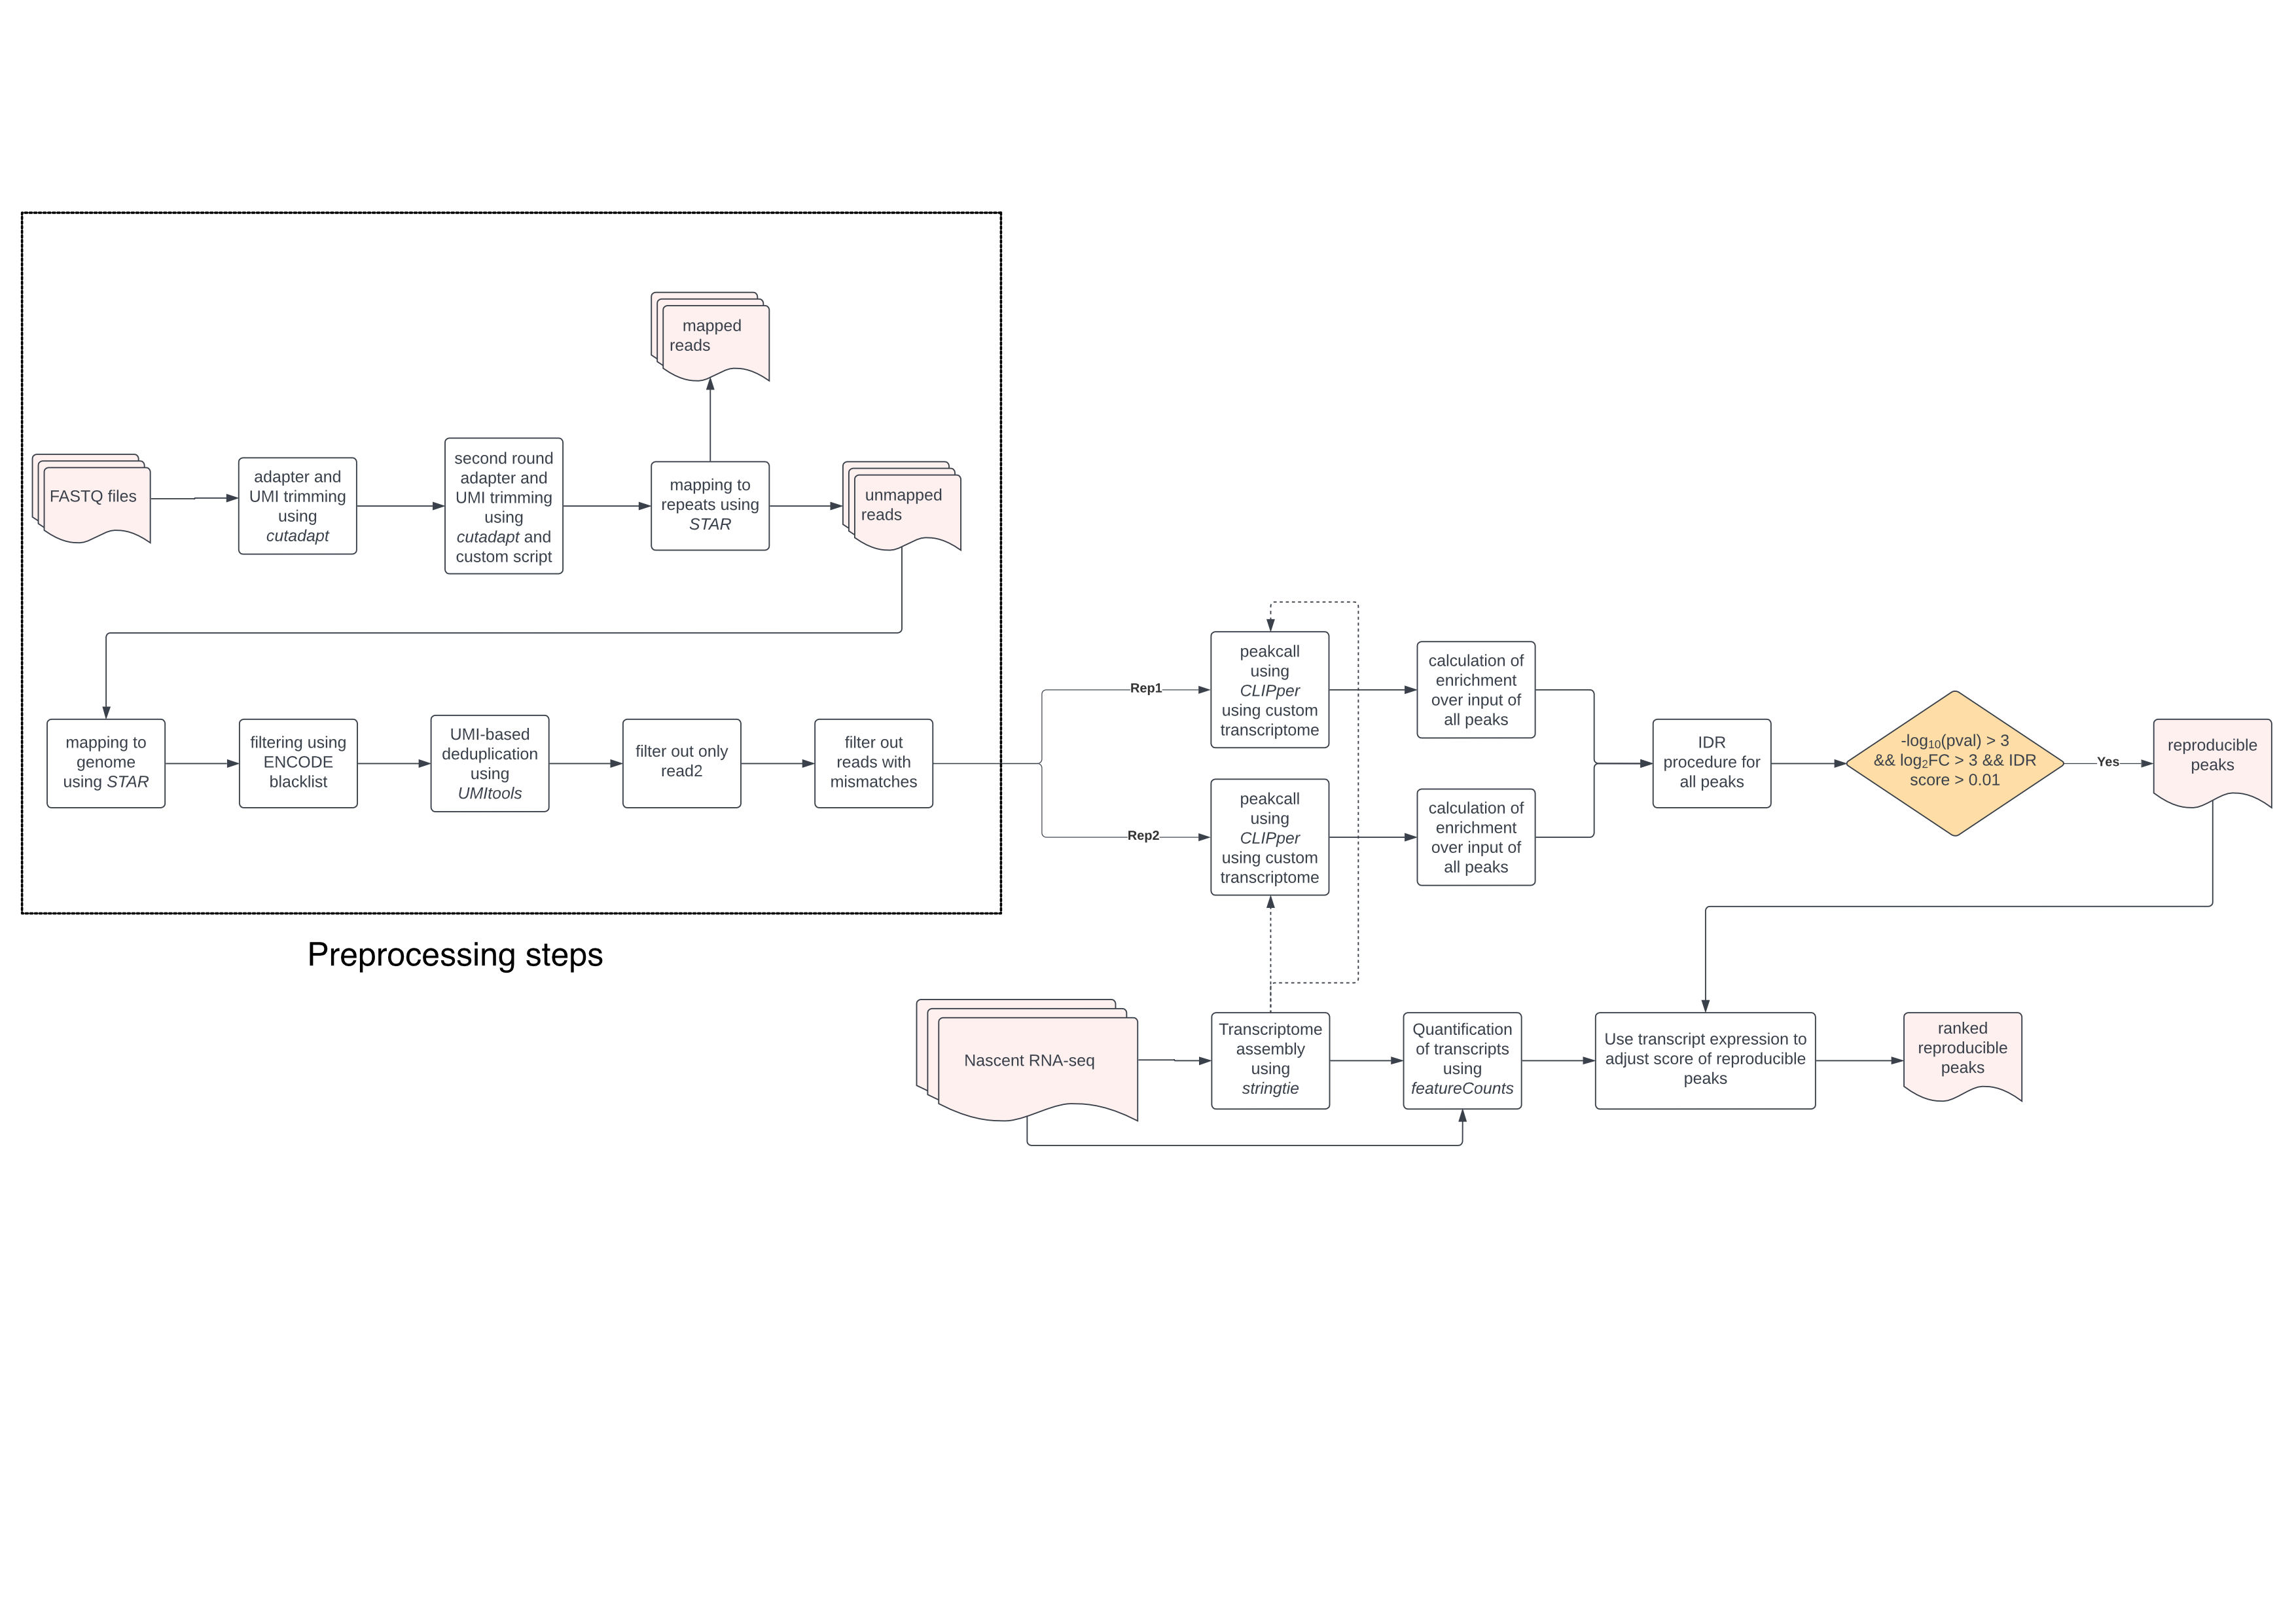 mapped
reads
FASTQ files
adapter and
UMI trimming
using
cutadapt
second round
adapter and
UMI trimming
using
cutadapt and
custom script
mapping to
repeats using
STAR
unmapped
reads
mapping to
genome
using STAR
filtering using
ENCODE
blacklist
UMI-based
deduplication
using
UMItools
filter out only
read2
filter out
reads with
mismatches
Preprocessing steps
Rep1
peakcall
using
CLIPper
using custom
transcriptome
calculation of
enrichment
over input of
all peaks
Rep2
peakcall
using
CLIPper
using custom
transcriptome
calculation of
enrichment
over input of
all peaks
IDR
procedure for
all peaks
-log₁₀(pval) > 3
&& log₂FC > 3 && IDR
score > 0.01
Yes
reproducible
peaks
Nascent RNA-seq
Transcriptome
assembly
using
stringtie
Quantification
of transcripts
using
featureCounts
Use transcript expression to
adjust score of reproducible
peaks
ranked
reproducible
peaks